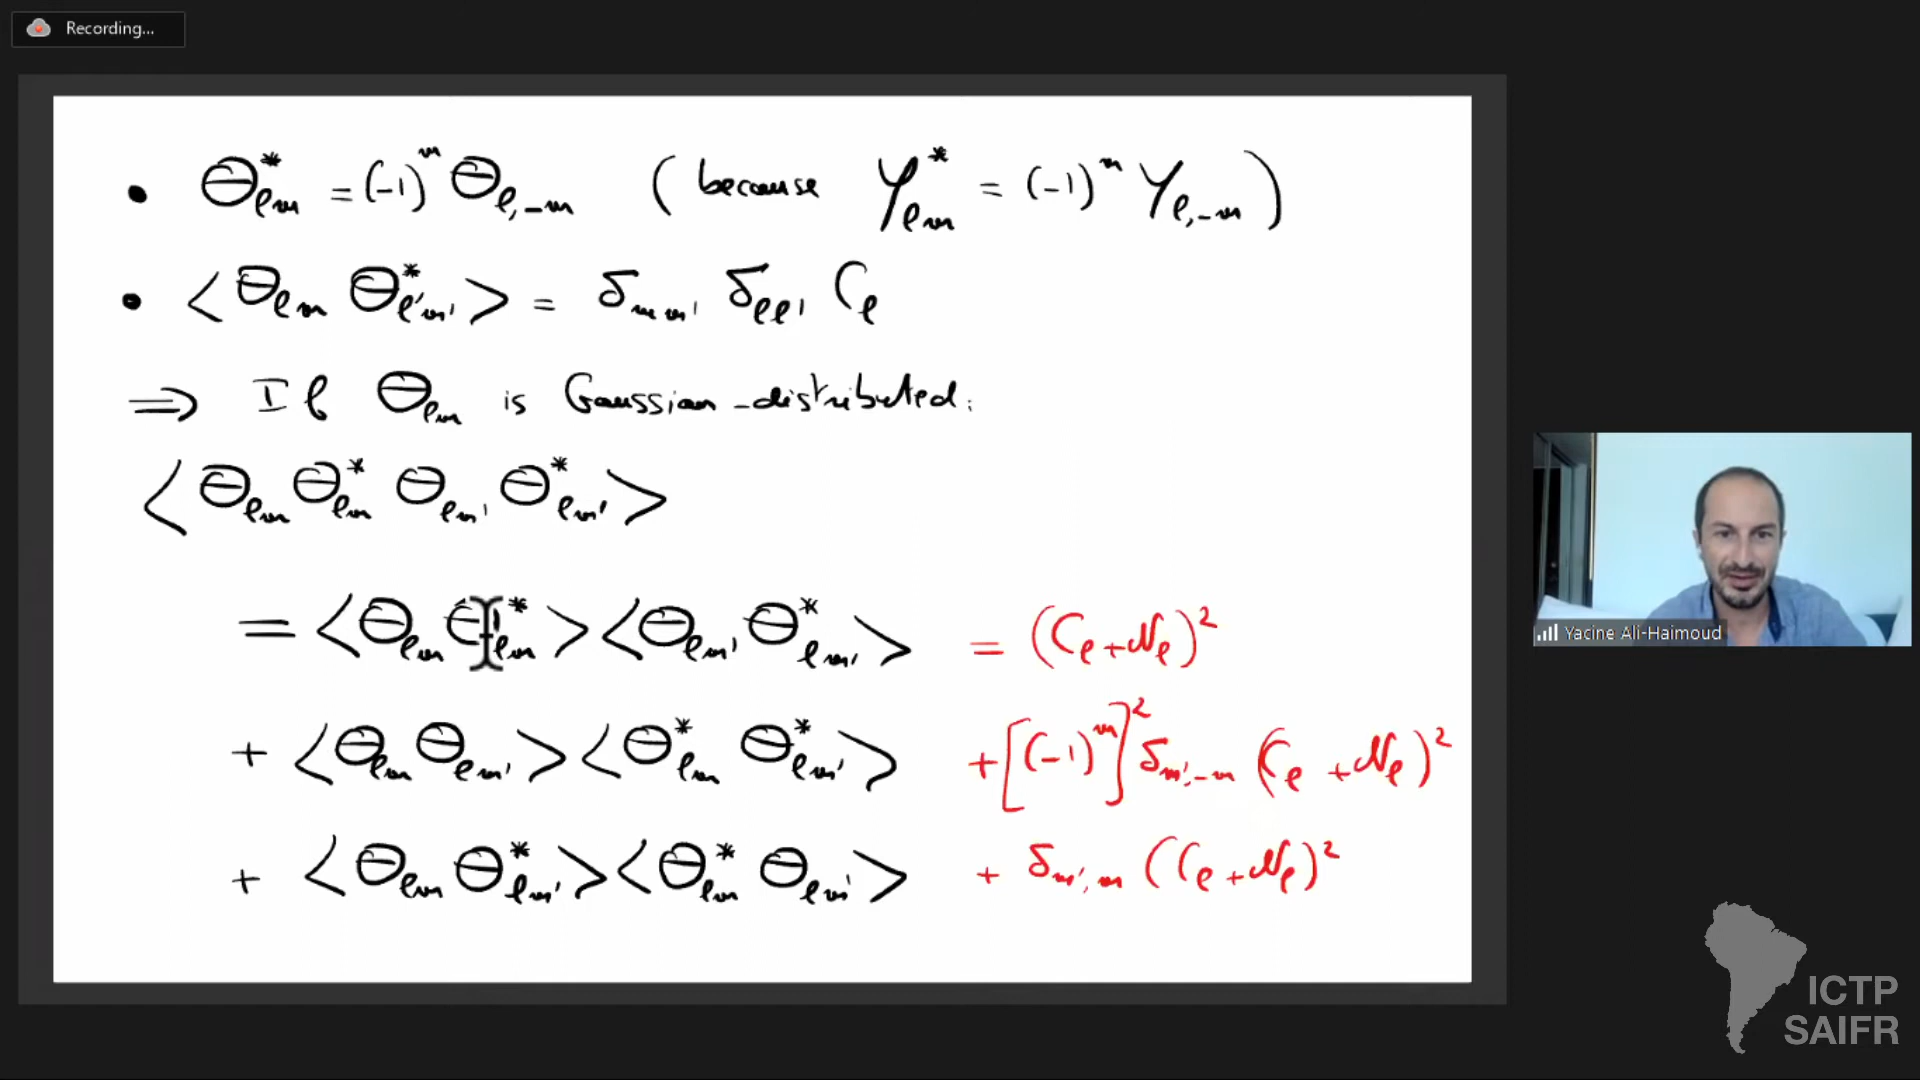 Recording...
• Θ*ₗₘ = (-1)ᵐ Θₗ,₋ₘ ( because Y*ₗₘ = (-1)ᵐ Yₗ,₋ₘ )
• < Θₗₘ Θ*ₗ'ₘ' > = δₘₘ' δₗₗ' Cₗ
⇒ If Θₗₘ is Gaussian-distributed:
< Θₗₘ Θ*ₗₘ Θₗₘ' Θ*ₗₘ' >
= < Θₗₘ Θ*ₗₘ > < Θₗₘ' Θ*ₗₘ' > = (Cₗ + Nₗ)²
+ < Θₗₘ Θₗₘ' > < Θ*ₗₘ Θ*ₗₘ' > + [(-1)ᵐ]² δₘ',₋ₘ (Cₗ + Nₗ)²
+ < Θₗₘ Θ*ₗₘ' > < Θ*ₗₘ Θₗₘ' > + δₘ',ₘ (Cₗ + Nₗ)²
Yacine Ali-Haimoud
ICTP
SAIFR